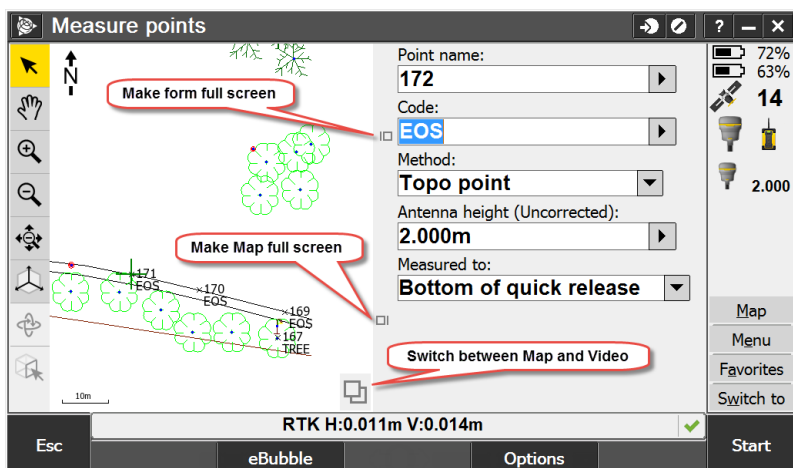 Measure points
?
72%
63%
14
2.000
N
Make form full screen
Point name:
172
Code:
EOS
Method:
Topo point
Antenna height (Uncorrected):
2.000m
Measured to:
Bottom of quick release
Make Map full screen
171
EOS
170
EOS
169
EOS
167
TREE
10m
Switch between Map and Video
Map
Menu
Favorites
Switch to
RTK H:0.011m V:0.014m
Esc
eBubble
Options
Start